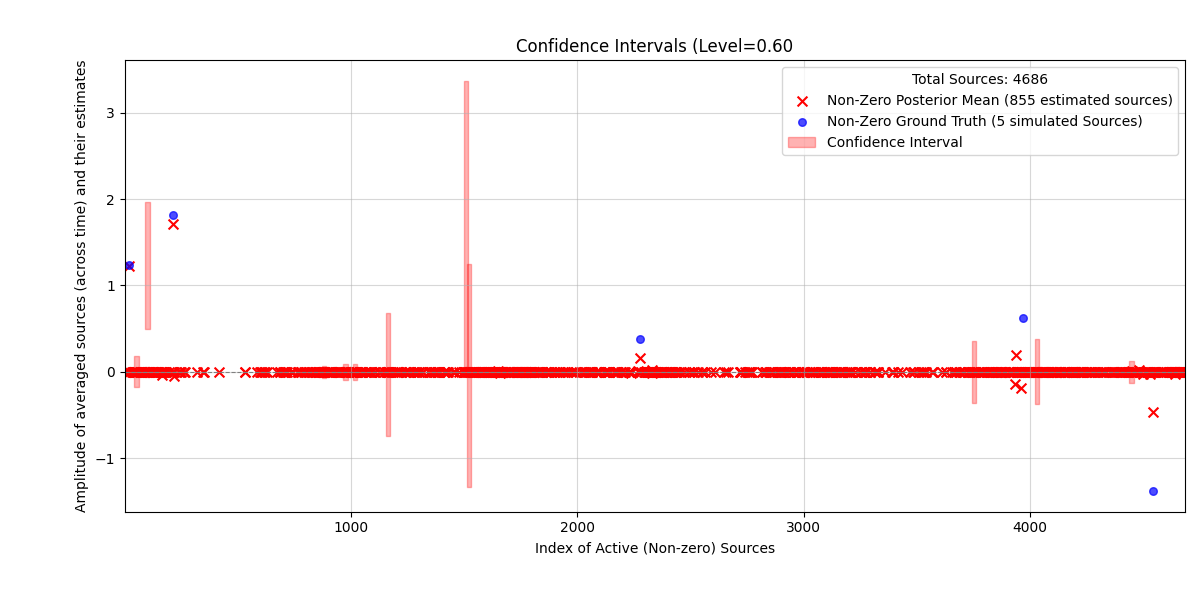 Confidence Intervals (Level=0.60
Amplitude of averaged sources (across time) and their estimates
3
2
1
0
−1
Total Sources: 4686
Non-Zero Posterior Mean (855 estimated sources)
Non-Zero Ground Truth (5 simulated Sources)
Confidence Interval
1000 2000 3000 4000
Index of Active (Non-zero) Sources